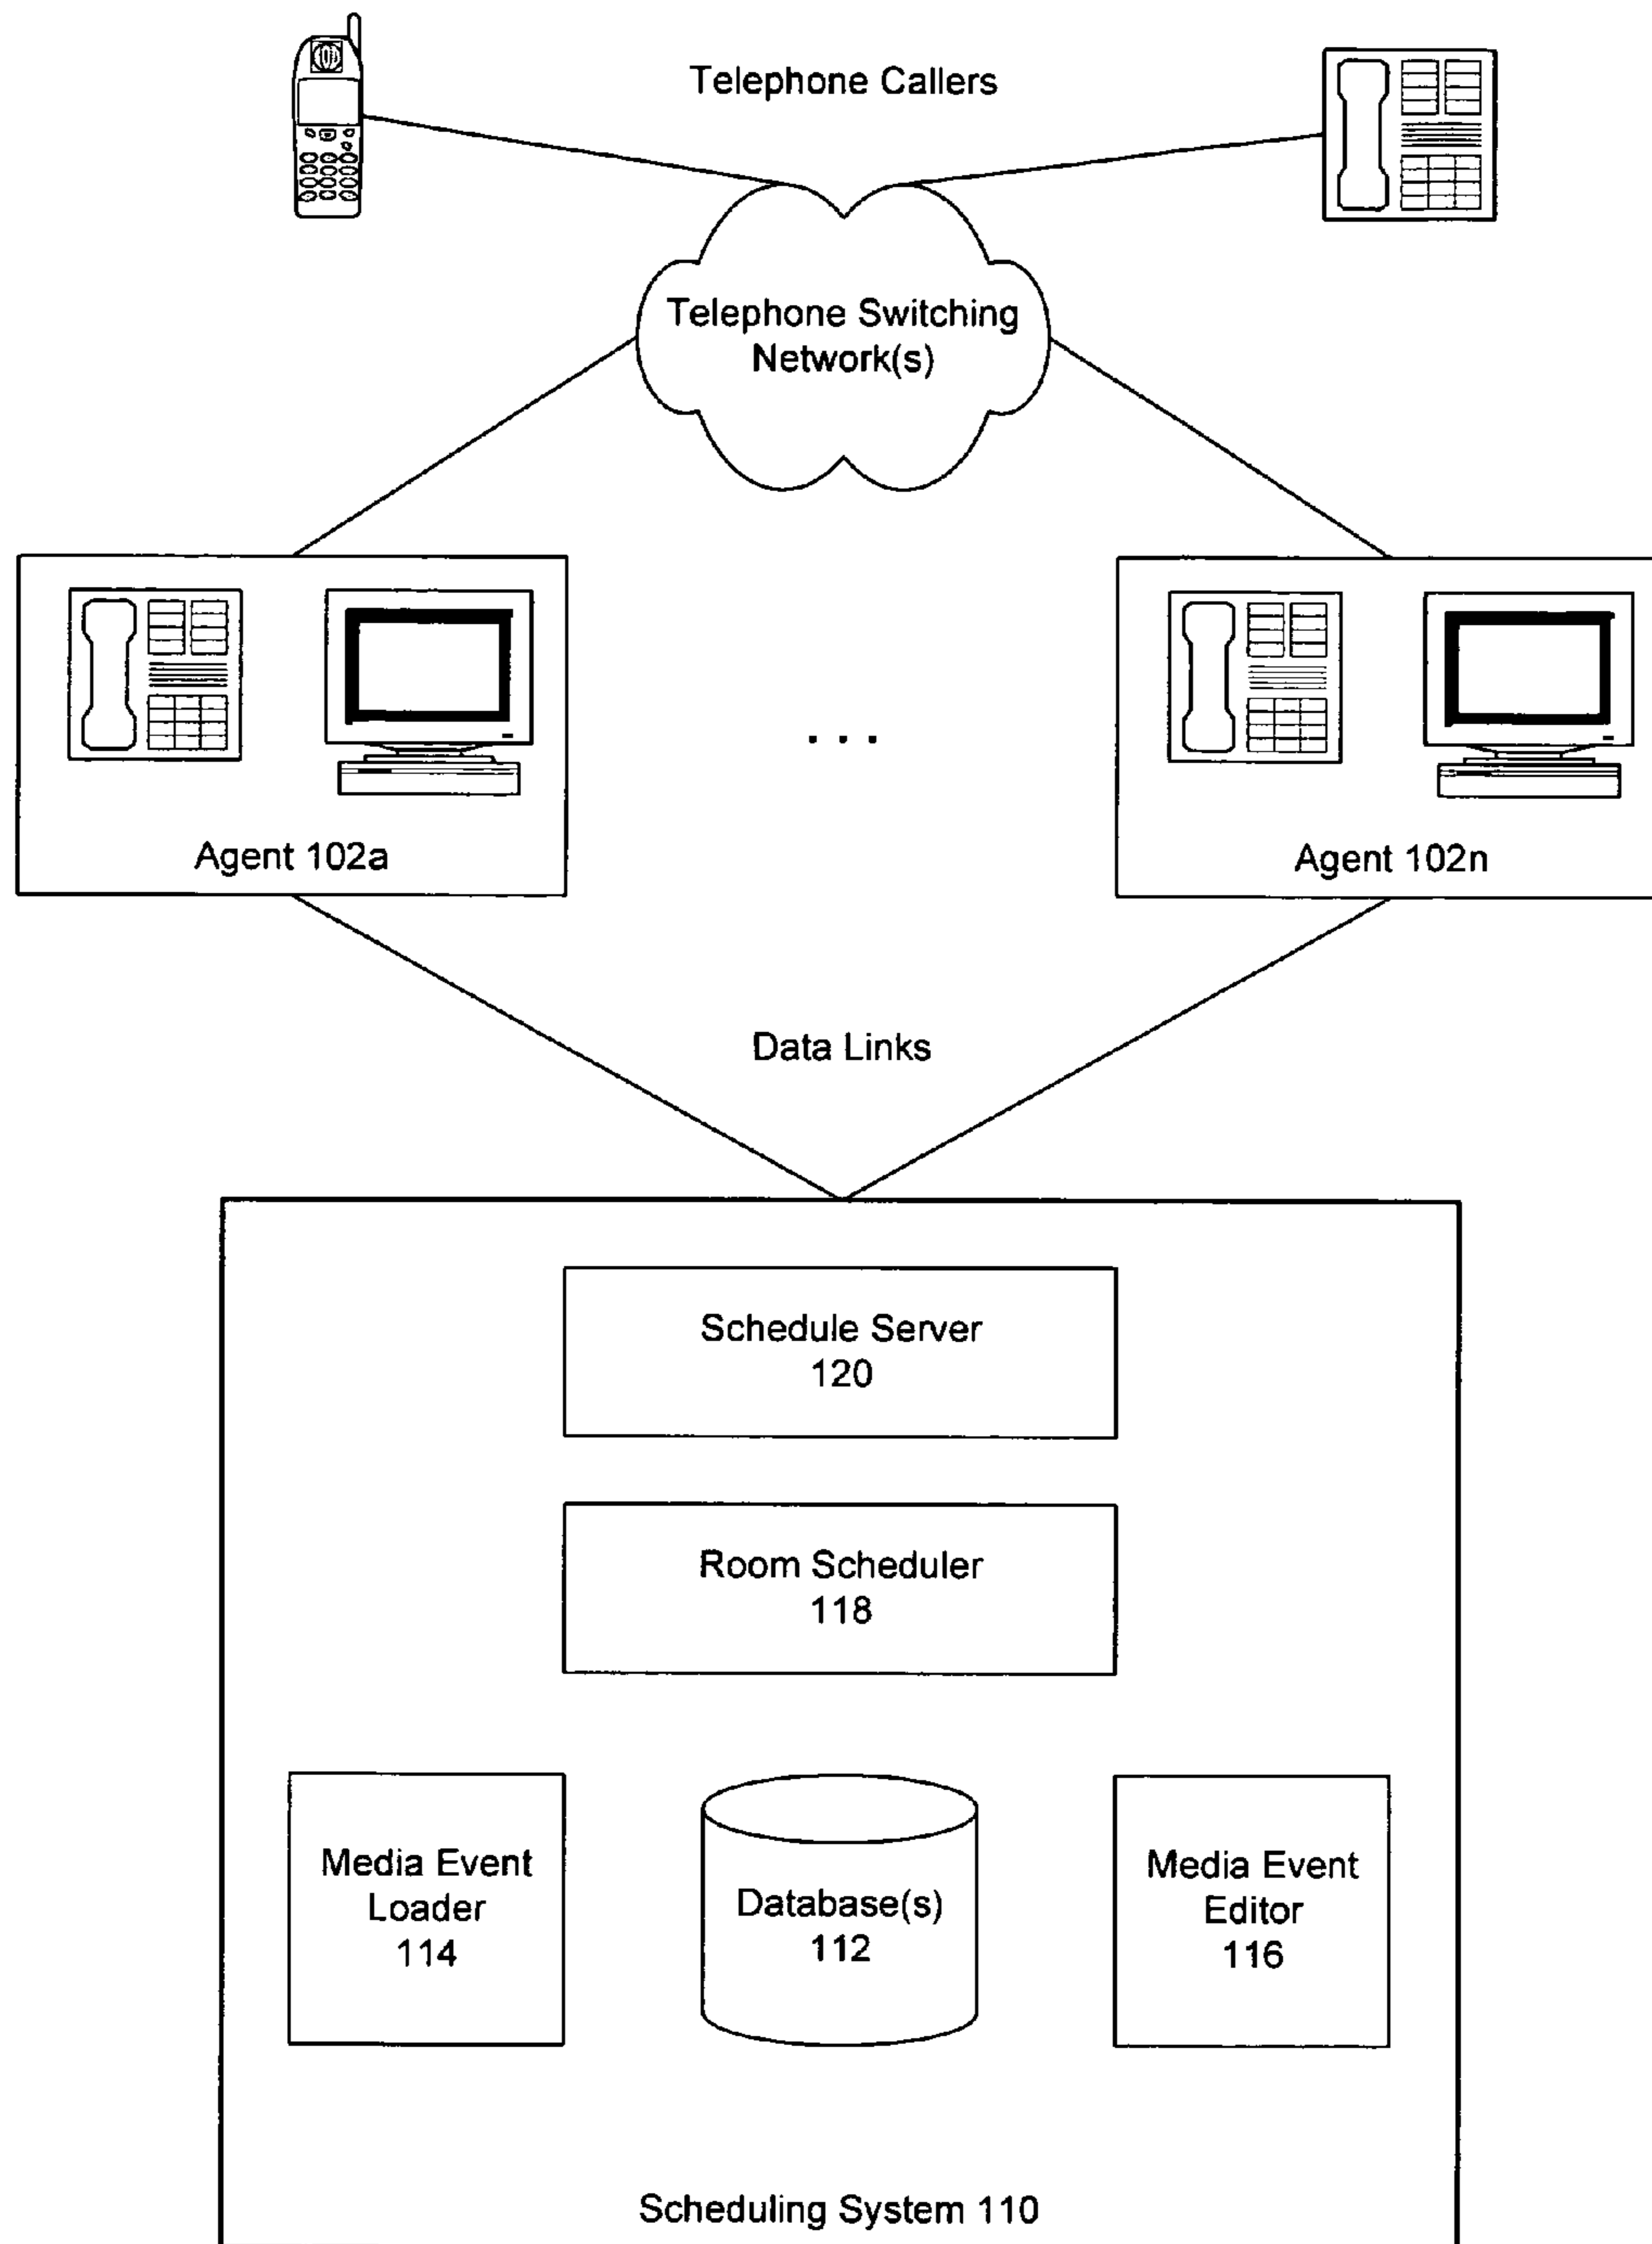 Telephone Callers
Telephone Switching
Network(s)
. . .
Agent 102a
Agent 102n
Data Links
Schedule Server
120
Room Scheduler
118
Media Event
Loader
114
Database(s)
112
Media Event
Editor
116
Scheduling System 110